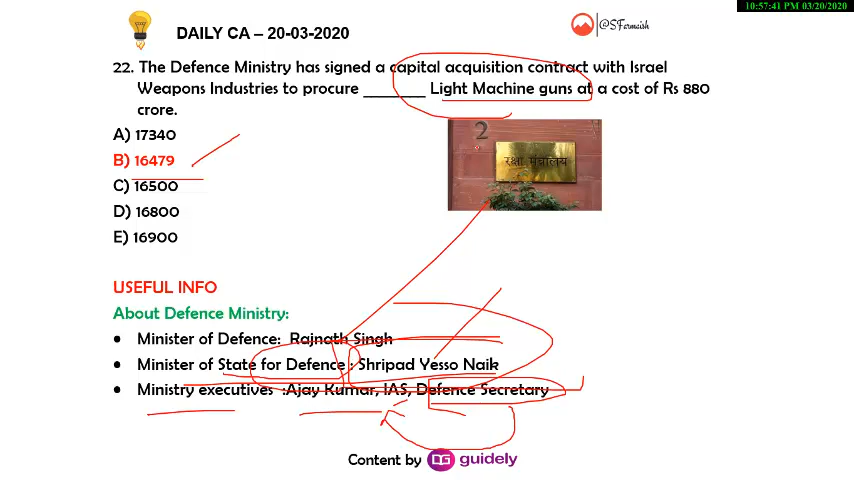 10:57:41 PM 03/20/2020
DAILY CA – 20-03-2020
@SFarmaish
22. The Defence Ministry has signed a capital acquisition contract with Israel
Weapons Industries to procure ________ Light Machine guns at a cost of Rs 880
crore.
A) 17340
B) 16479
C) 16500
D) 16800
E) 16900
2
रक्षा मंत्रालय
USEFUL INFO
About Defence Ministry:
• Minister of Defence: Rajnath Singh
• Minister of State for Defence : Shripad Yesso Naik
• Ministry executives :Ajay Kumar, IAS, Defence Secretary
Content by DG guidely